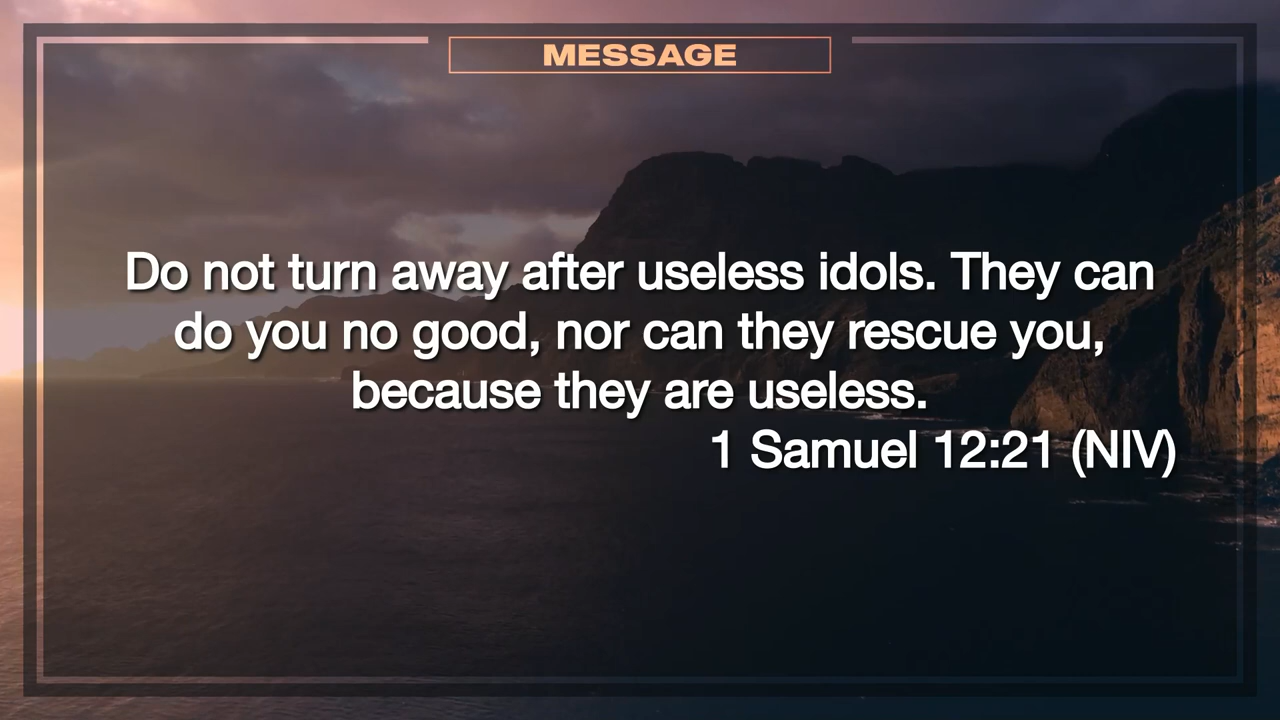 MESSAGE
Do not turn away after useless idols. They can
do you no good, nor can they rescue you,
because they are useless.
1 Samuel 12:21 (NIV)